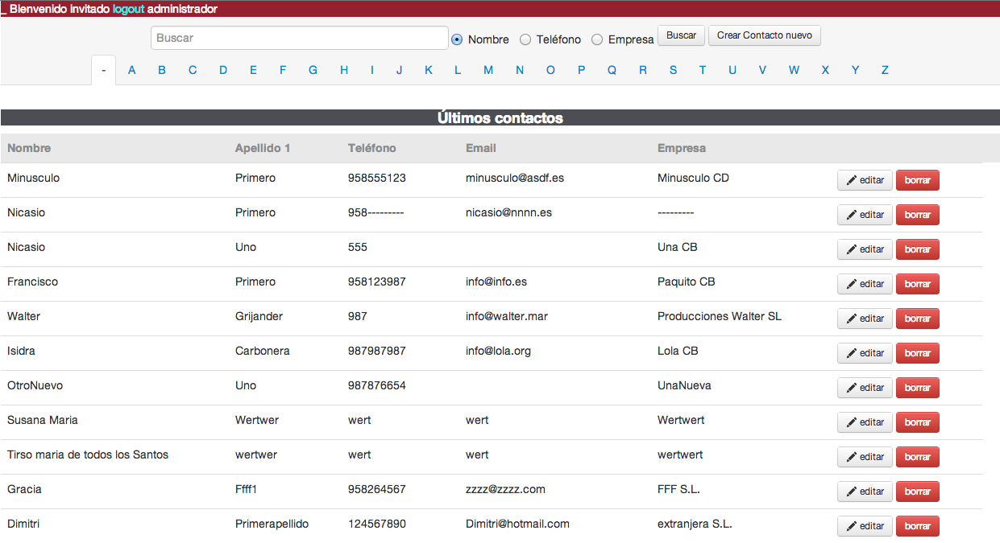 _ Bienvenido invitado logout administrador
Buscar Nombre Teléfono Empresa Buscar Crear Contacto nuevo
- A B C D E F G H I J K L M N O P Q R S T U V W X Y Z
Últimos contactos
Nombre Apellido 1 Teléfono Email Empresa
Minusculo Primero 958555123 minusculo@asdf.es Minusculo CD editar borrar
Nicasio Primero 958--------- nicasio@nnnn.es --------- editar borrar
Nicasio Uno 555 Una CB editar borrar
Francisco Primero 958123987 info@info.es Paquito CB editar borrar
Walter Grijander 987 info@walter.mar Producciones Walter SL editar borrar
Isidra Carbonera 987987987 info@lola.org Lola CB editar borrar
OtroNuevo Uno 987876654 UnaNueva editar borrar
Susana Maria Wertwer wert wert Wertwert editar borrar
Tirso maria de todos los Santos wertwer wert wert wertwert editar borrar
Gracia Ffff1 958264567 zzzz@zzzz.com FFF S.L. editar borrar
Dimitri Primerapellido 124567890 Dimitri@hotmail.com extranjera S.L. editar borrar